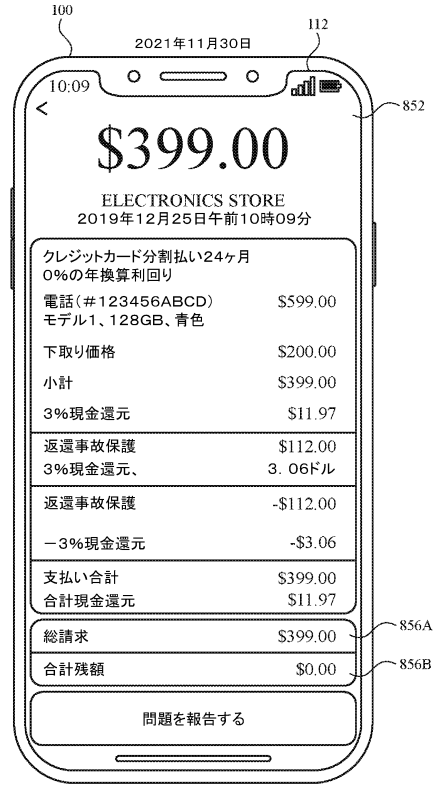 100
2021年11月30日
112
10:09
<
852
$399.00
ELECTRONICS STORE
2019年12月25日午前10時09分
クレジットカード分割払い24ヶ月
0%の年換算利回り
電話(#123456ABCD) $599.00
モデル1、128GB、青色
下取り価格 $200.00
小計 $399.00
3%現金還元 $11.97
返還事故保護 $112.00
3%現金還元、 3. 06ドル
返還事故保護 -$112.00
－3%現金還元 -$3.06
支払い合計 $399.00
合計現金還元 $11.97
総請求 $399.00 856A
合計残額 $0.00 856B
問題を報告する